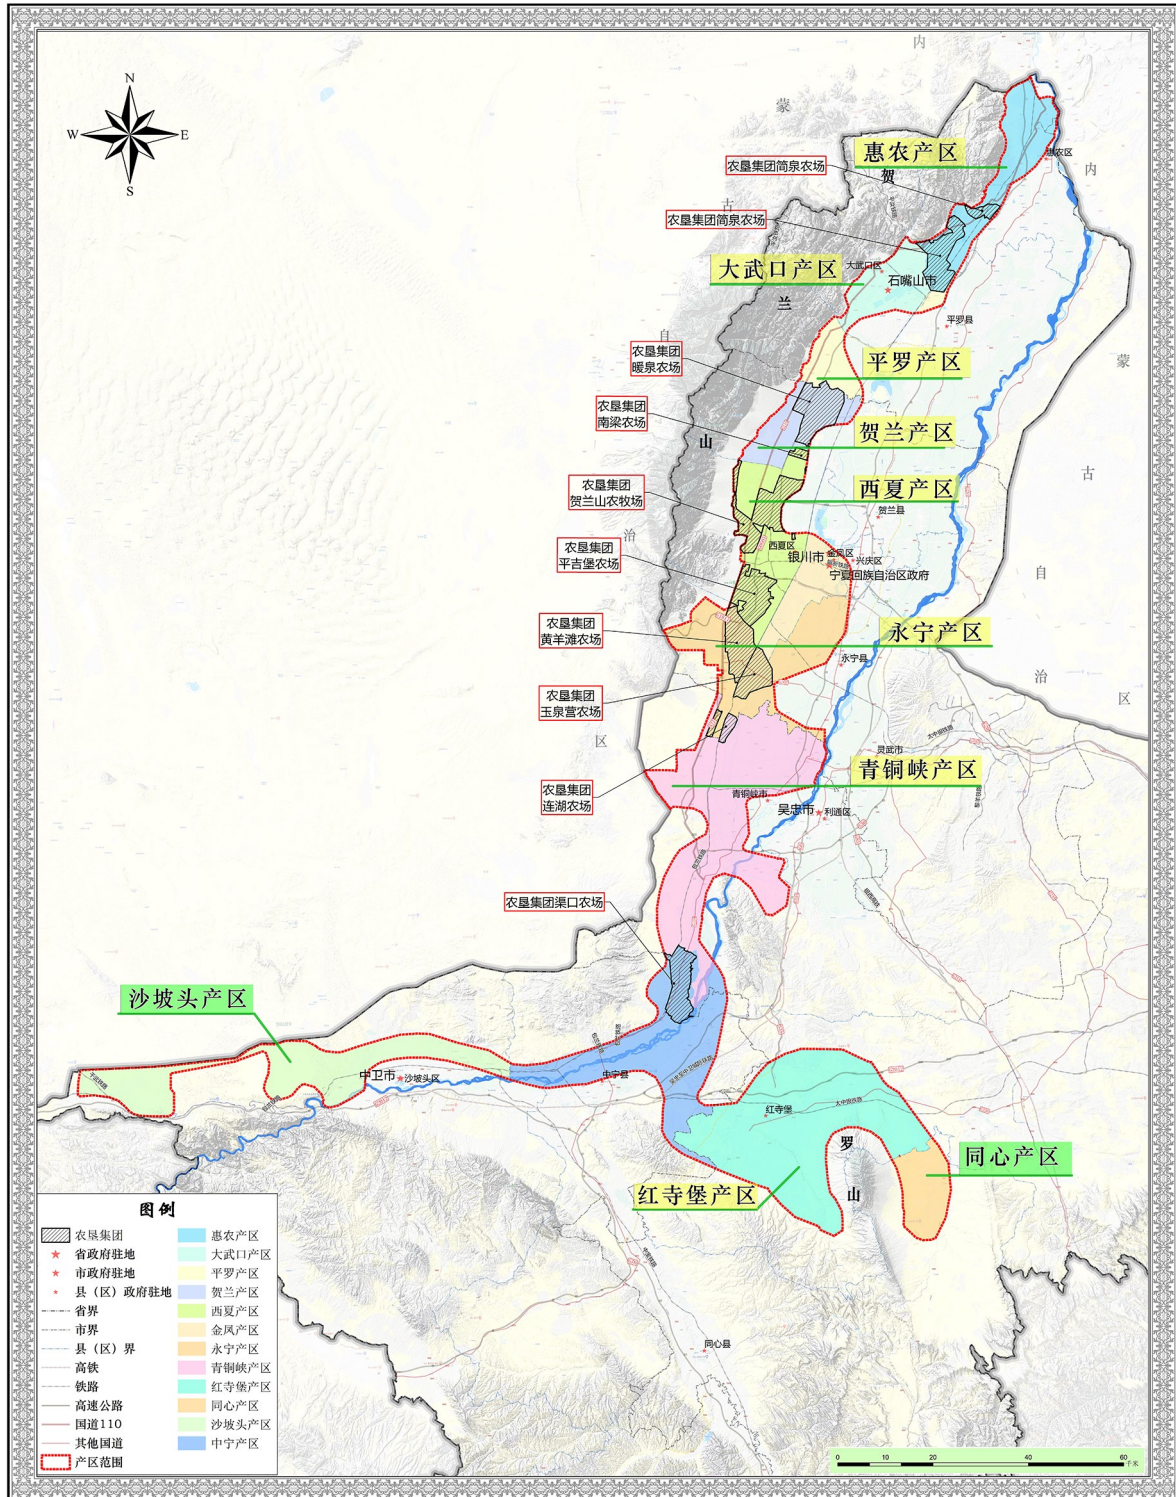 N
W
E
S
内
蒙
古
自
治
区
内
蒙
古
自
治
区
贺
兰
山
罗
山
惠农产区
惠农区
农垦集团简泉农场
农垦集团简泉农场
大武口产区
大武口区
石嘴山市
平罗县
农垦集团
暖泉农场
平罗产区
农垦集团
南梁农场
贺兰产区
农垦集团
贺兰山农牧场
西夏产区
贺兰县
农垦集团
平吉堡农场
西夏区
银川市
金凤区
兴庆区
宁夏回族自治区政府
农垦集团
黄羊滩农场
永宁产区
永宁县
农垦集团
玉泉营农场
太中银铁路
灵武市
农垦集团
连湖农场
青铜峡产区
青铜峡市
吴忠市
利通区
农垦集团渠口农场
沙坡头产区
中卫市
沙坡头区
中宁县
太中银铁路
红寺堡
同心产区
红寺堡产区
同心县
图例
农垦集团
省政府驻地
市政府驻地
县（区）政府驻地
省界
市界
县（区）界
高铁
铁路
高速公路
国道110
其他国道
产区范围
惠农产区
大武口产区
平罗产区
贺兰产区
西夏产区
金凤产区
永宁产区
青铜峡产区
红寺堡产区
同心产区
沙坡头产区
中宁产区
0 10 20 40 60
千米